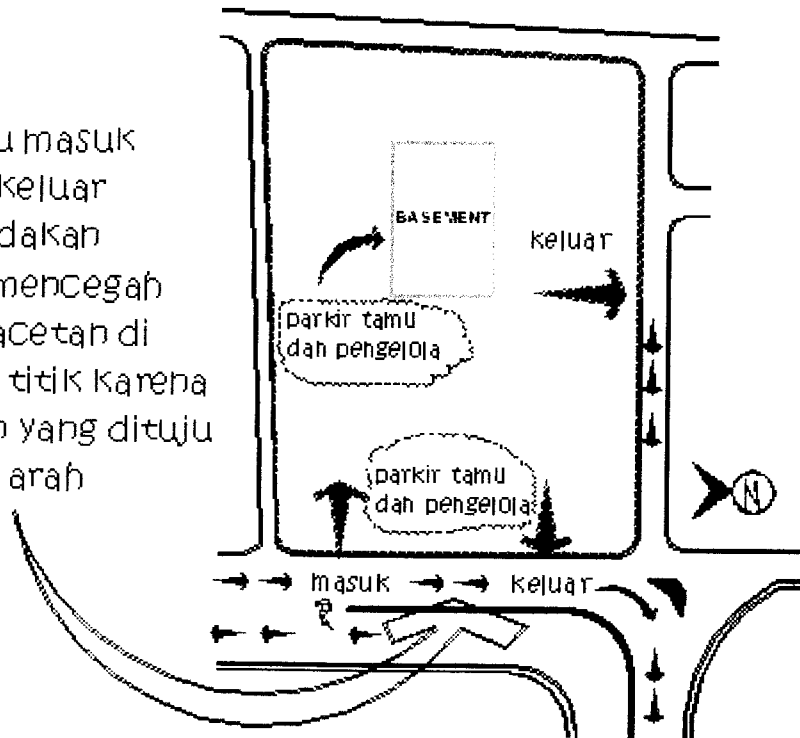 u masuk
keluar
dakan
mencegah
acetan di
titik karena
n yang dituju
arah
BASEMENT
keluar
parkir tamu
dan pengelola
parkir tamu
dan pengelola
masuk
keluar
N